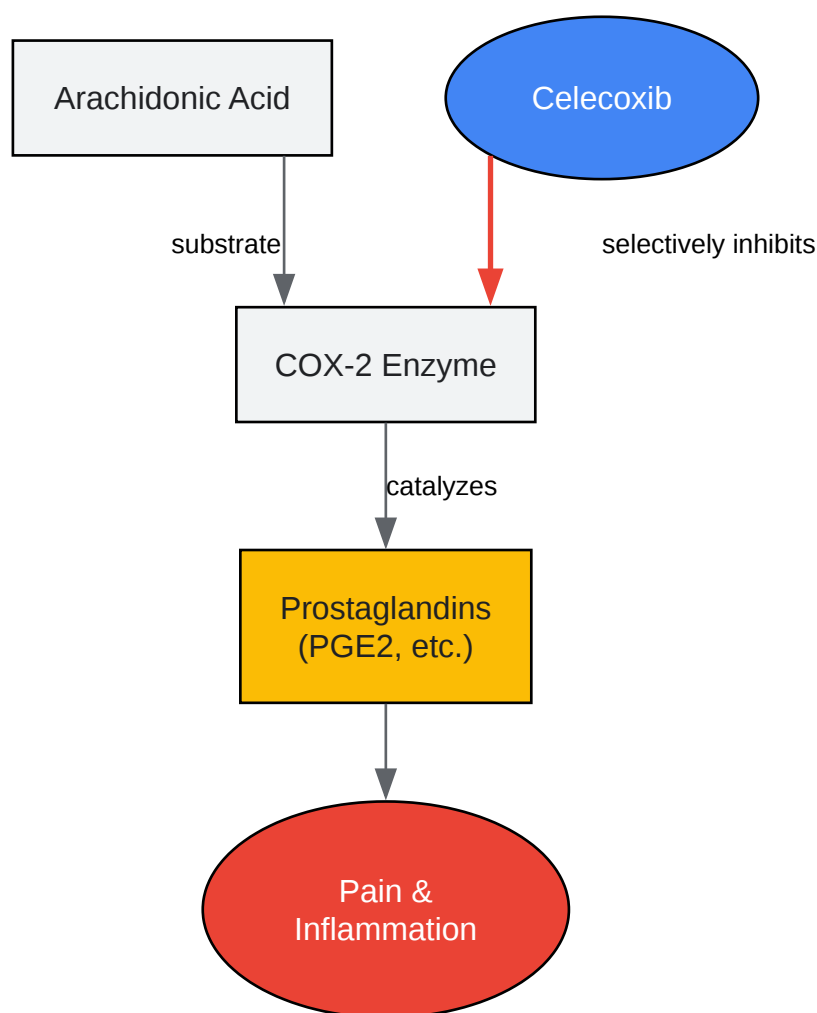 Arachidonic Acid
Celecoxib
substrate
selectively inhibits
COX-2 Enzyme
catalyzes
Prostaglandins
(PGE2, etc.)
Pain &
Inflammation